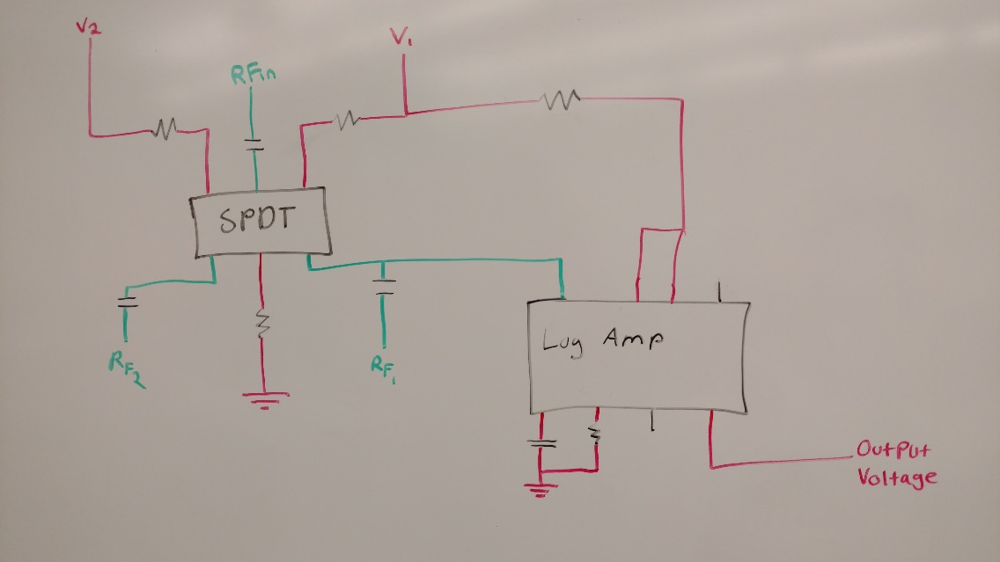 V2
V1
RFin
SPDT
Log Amp
RF2
RF1
Output
Voltage